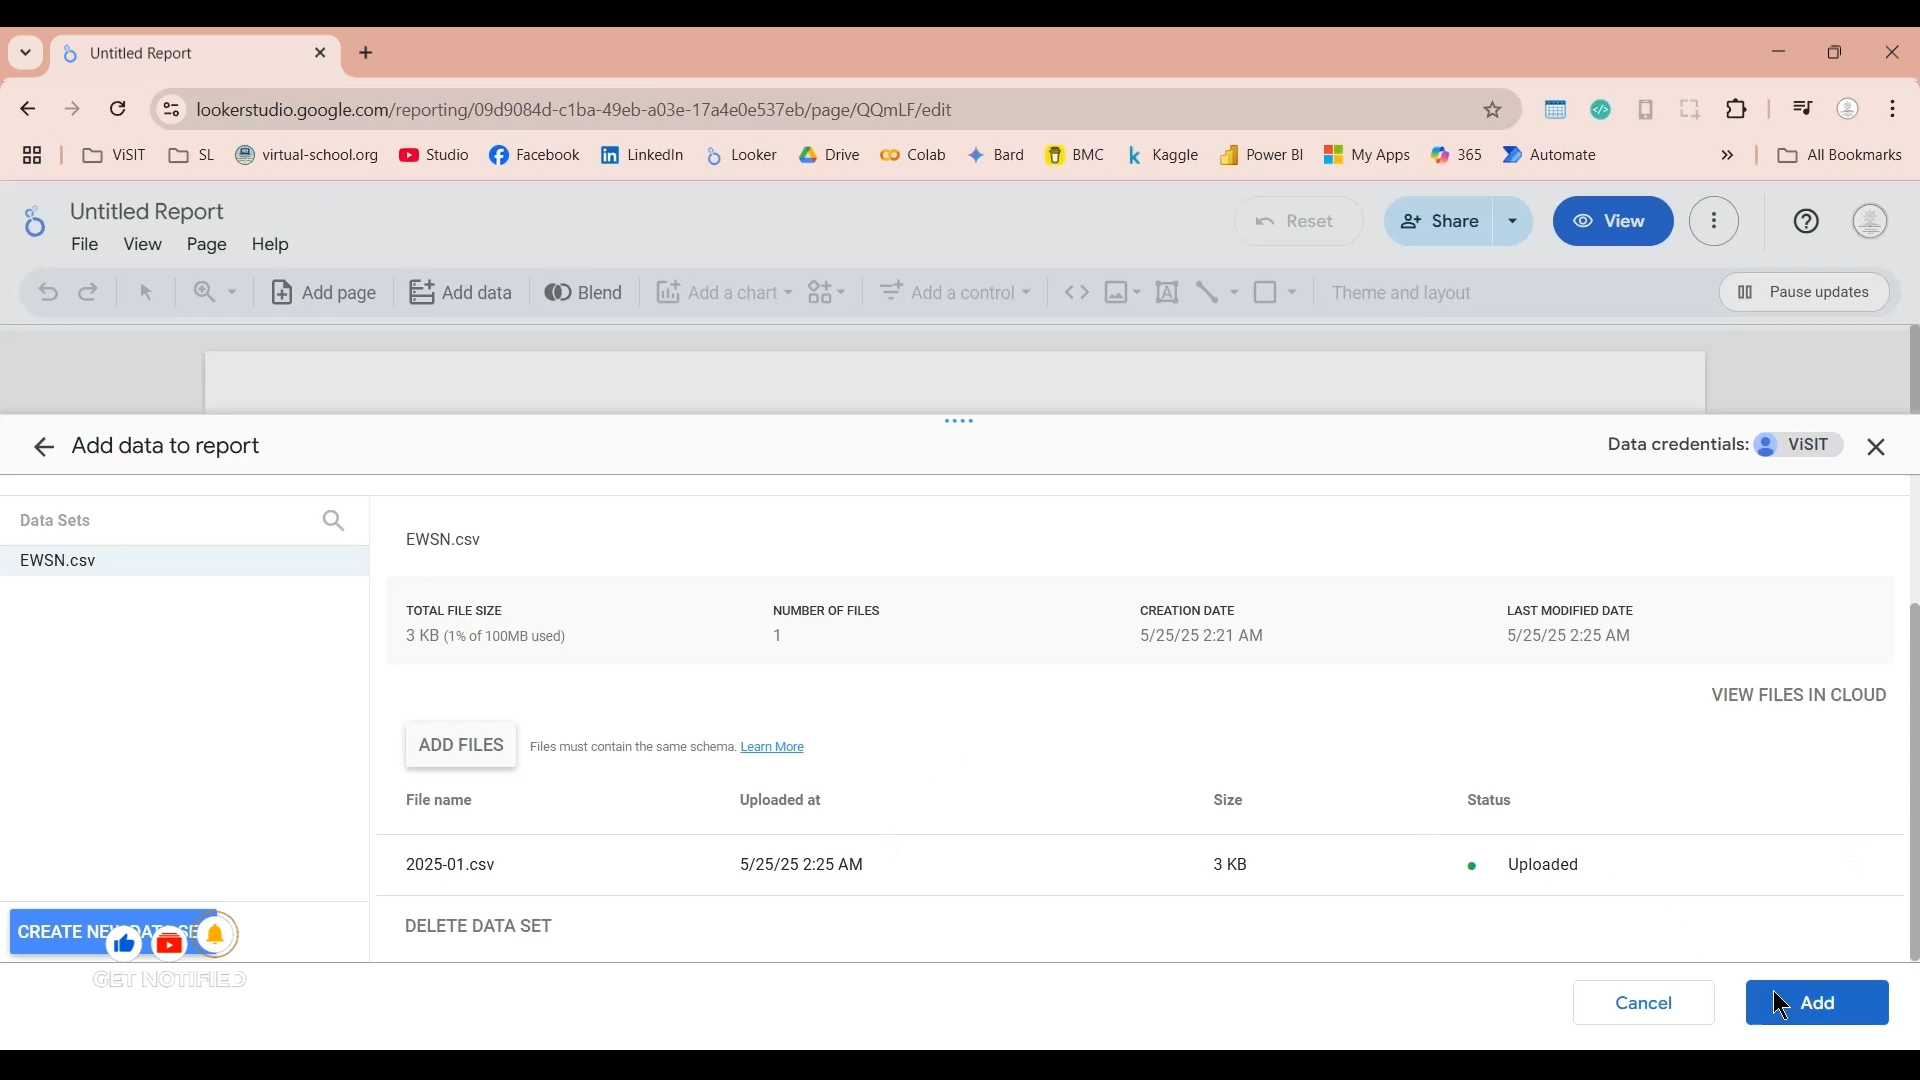 Untitled Report
lookerstudio.google.com/reporting/09d9084d-c1ba-49eb-a03e-17a4e0e537eb/page/QQmLF/edit
ViSIT SL virtual-school.org Studio Facebook LinkedIn Looker Drive Colab Bard BMC Kaggle Power BI My Apps 365 Automate All Bookmarks
Untitled Report
Reset Share View
File View Page Help
Add page Add data Blend Add a chart Add a control Theme and layout Pause updates
Add data to report Data credentials: ViSIT
Data Sets
EWSN.csv
EWSN.csv
TOTAL FILE SIZE NUMBER OF FILES CREATION DATE LAST MODIFIED DATE
3 KB (1% of 100MB used) 1 5/25/25 2:21 AM 5/25/25 2:25 AM
VIEW FILES IN CLOUD
ADD FILES Files must contain the same schema. Learn More
File name Uploaded at Size Status
2025-01.csv 5/25/25 2:25 AM 3 KB Uploaded
DELETE DATA SET
CREATE NEW DATA SE
GET NOTIFIED
Cancel Add